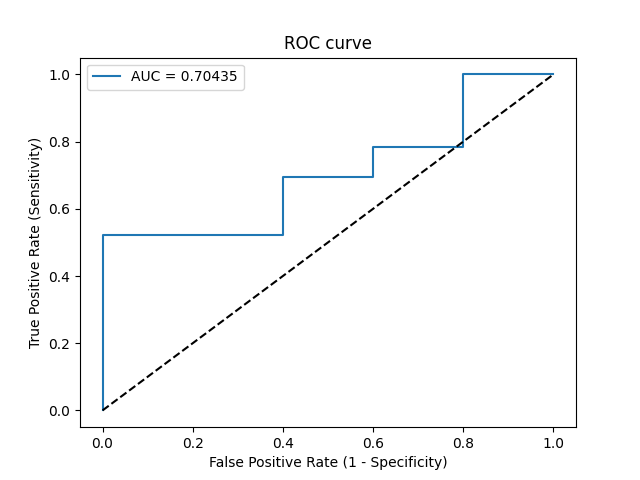 ROC curve
AUC = 0.70435
1.0
0.8
0.6
0.4
0.2
0.0
True Positive Rate (Sensitivity)
0.0 0.2 0.4 0.6 0.8 1.0
False Positive Rate (1 - Specificity)